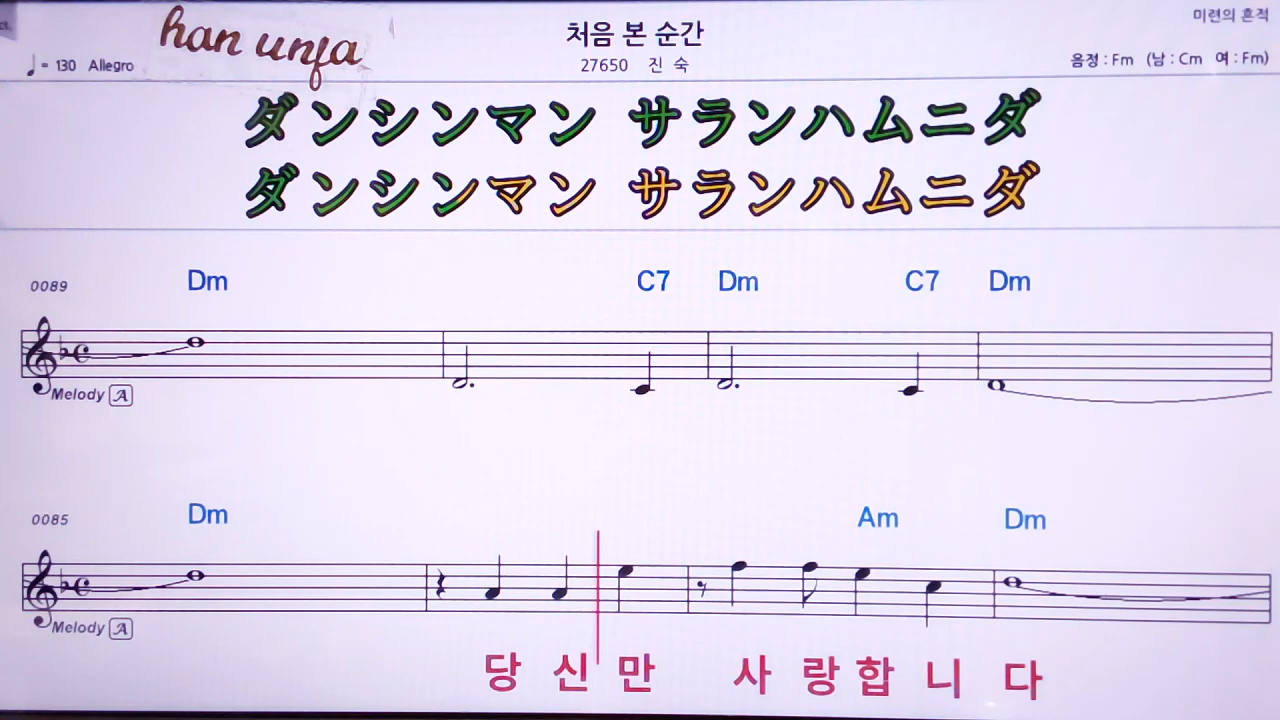 han unfa
처음 본 순간
미련의 흔적
♩= 130 Allegro
27650 진 숙
음정 : Fm (남 : Cm 여 : Fm)
ダンシンマン サランハムニダ
ダンシンマン サランハムニダ
0089 Dm C7 Dm C7 Dm
Melody A
0085 Dm Am Dm
Melody A
당 신 만 사 랑 합 니 다